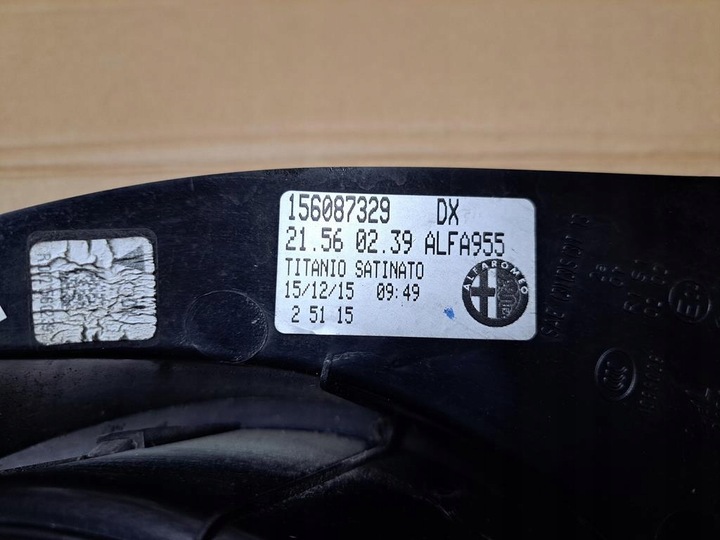 156087329 DX
21.56 02.39 ALFA955
TITANIO SATINATO
15/12/15 09:49
2 51 15
ALFA ROMEO